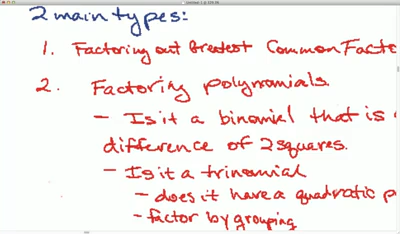 2 main types:
1. Factoring out Greatest Common Facto
2. Factoring polynomials.
- Is it a binomial that is
difference of 2 squares.
- Is it a trinomial
- does it have a quadratic p
- factor by grouping